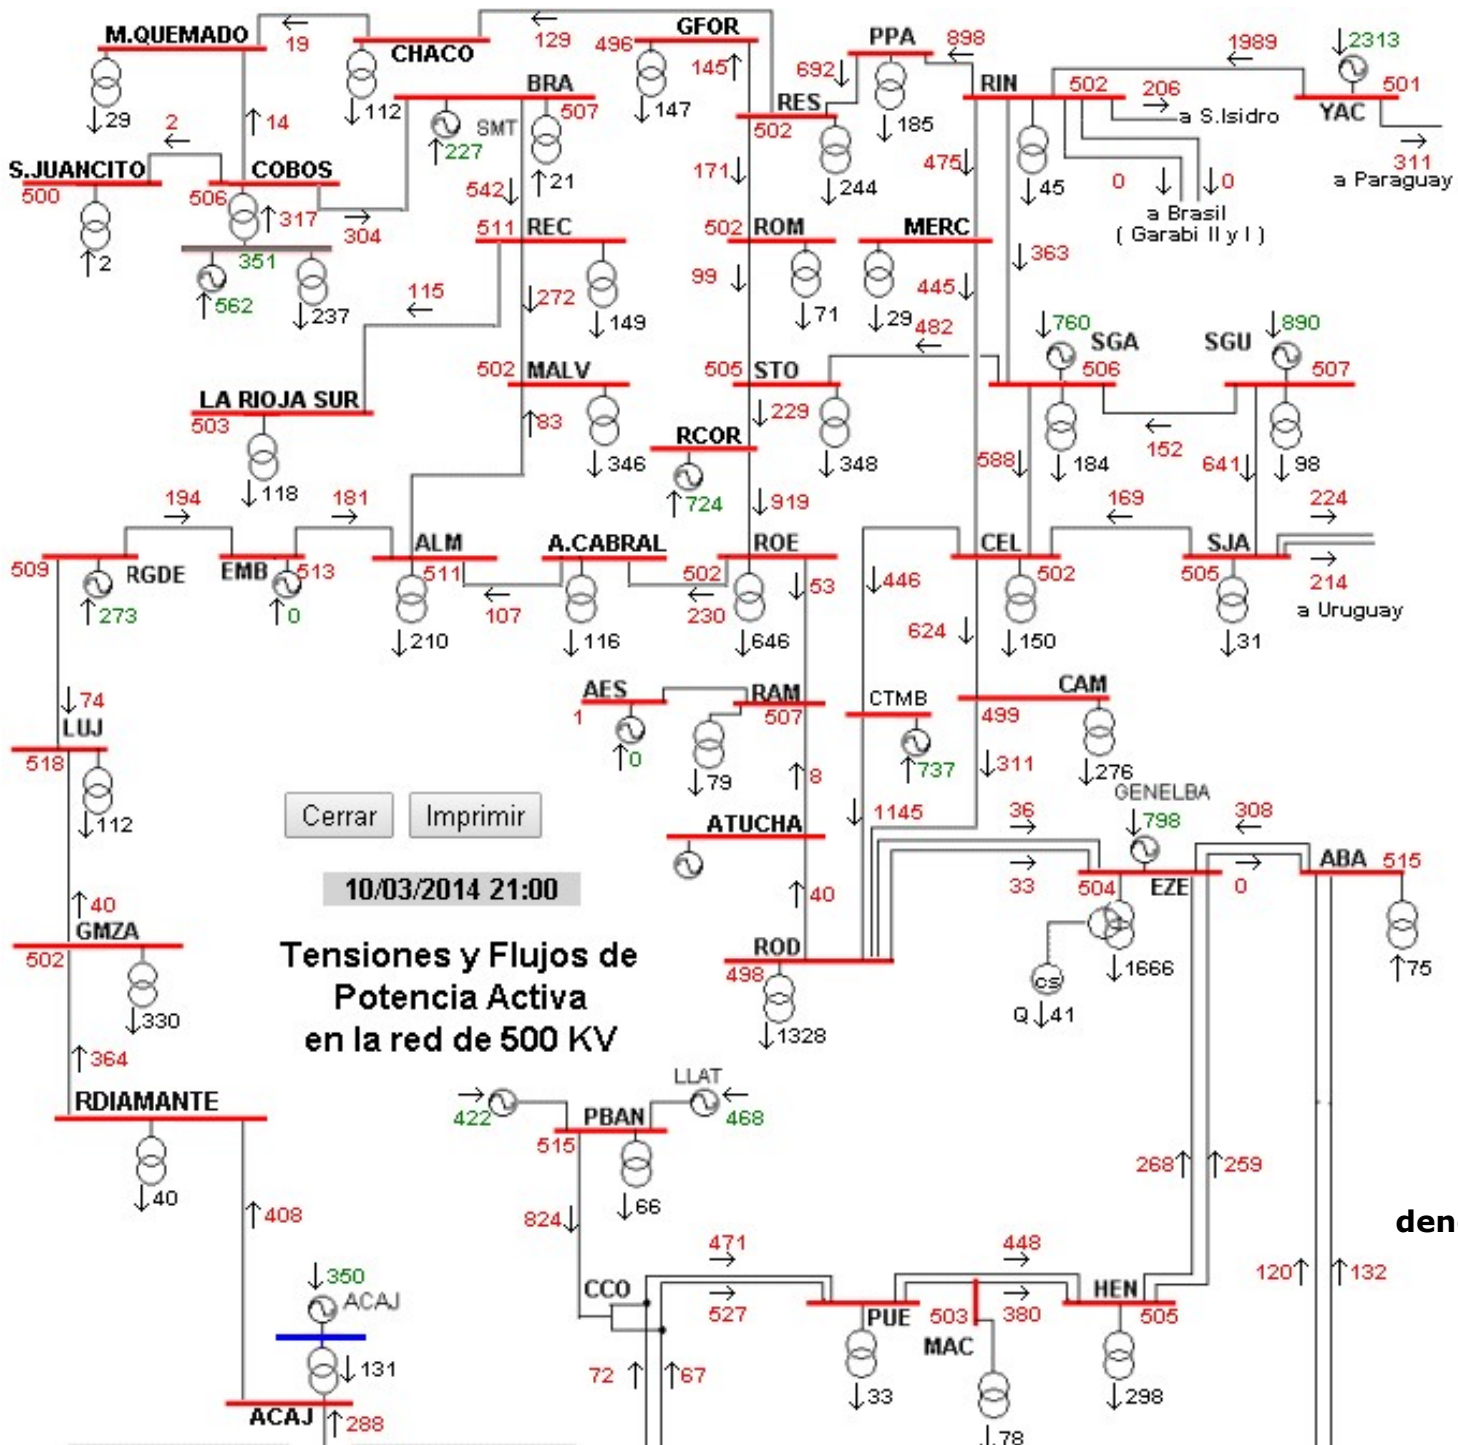 M.QUEMADO
19
CHACO
129
496
GFOR
145
692
PPA
898
1989
2313
29
112
BRA
507
147
RES
502
185
RIN
502
206
501
YAC
a S.Isidro
2
14
SMT
227
542
21
171
244
475
45
0
0
311
a Paraguay
S.JUANCITO
500
COBOS
506
317
304
511
REC
502
ROM
MERC
a Brasil
( Garabi II y I )
2
351
562
237
115
272
149
99
71
29
445
363
482
760
SGA
506
SGU
890
507
502
MALV
505
STO
LA RIOJA SUR
503
83
229
346
RCOR
348
588
184
152
641
98
118
724
919
194
181
169
224
509
RGDE
EMB
513
ALM
511
A.CABRAL
502
ROE
53
CEL
502
SJA
505
214
a Uruguay
273
0
210
107
116
230
646
446
624
150
31
74
LUJ
518
AES
1
RAM
507
CTMB
CAM
499
0
79
8
737
311
276
112
Cerrar
Imprimir
ATUCHA
1145
36
GENELBA
798
308
10/03/2014 21:00
33
504
EZE
0
ABA
515
40
GMZA
502
40
Tensiones y Flujos de
Potencia Activa
en la red de 500 KV
ROD
498
cs
1666
75
330
1328
Q
41
364
RDIAMANTE
LLAT
422
PBAN
468
515
40
66
268
259
408
824
den
471
448
120
132
350
ACAJ
CCO
527
PUE
503
380
HEN
505
MAC
131
72
67
33
298
ACAJ
288
78